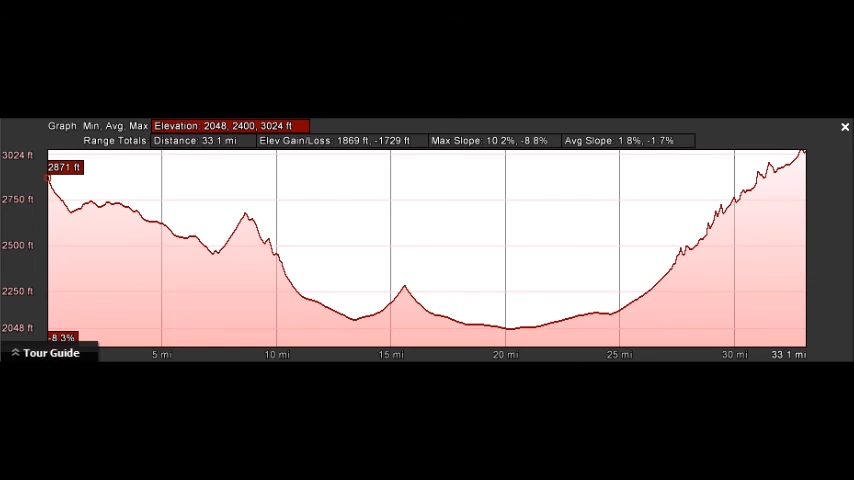 Graph: Min, Avg, Max Elevation: 2048, 2400, 3024 ft
Range Totals Distance: 33.1 mi Elev Gain/Loss: 1869 ft, -1729 ft Max Slope: 10.2%, -8.8% Avg Slope: 1.8%, -1.7%
3024 ft
2871 ft
2750 ft
2500 ft
2250 ft
2048 ft
-8.3%
Tour Guide
5 mi 10 mi 15 mi 20 mi 25 mi 30 mi 33.1 mi